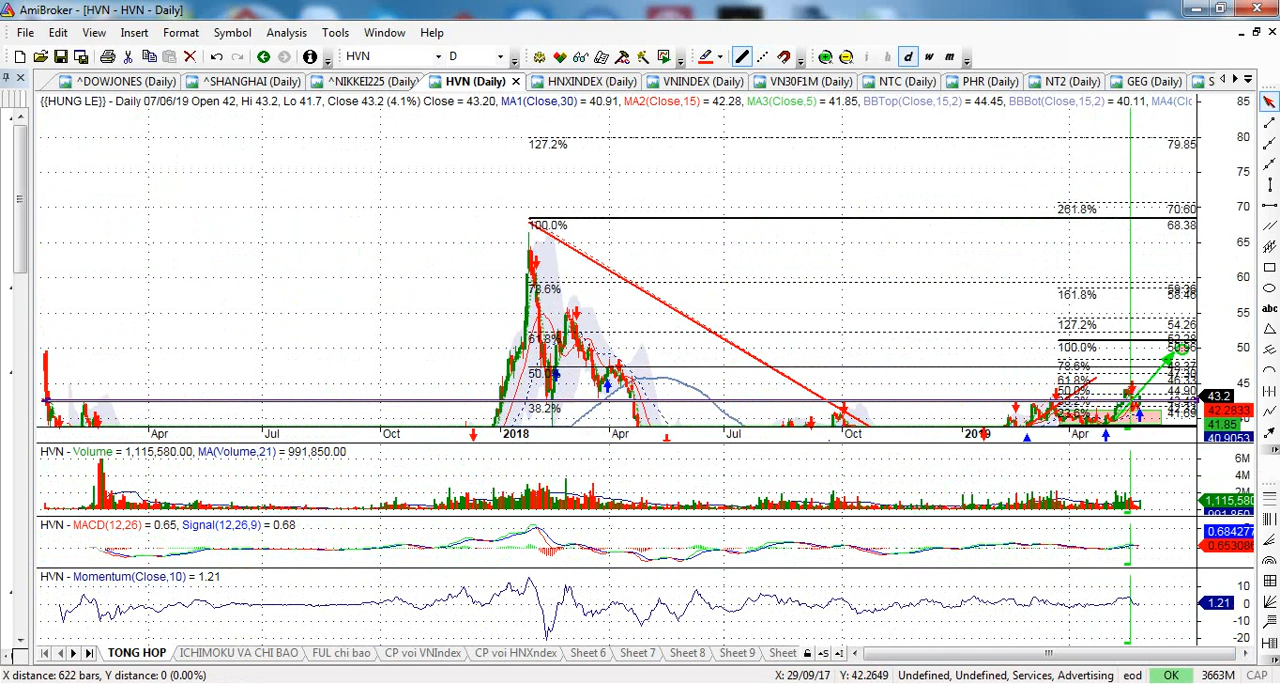 AmiBroker - [HVN - HVN - Daily]
File Edit View Insert Format Symbol Analysis Tools Window Help
HVN D i h d w m
^DOWJONES (Daily) ^SHANGHAI (Daily) ^NIKKEI225 (Daily) HVN (Daily) HNXINDEX (Daily) VNINDEX (Daily) VN30F1M (Daily) NTC (Daily) PHR (Daily) NT2 (Daily) GEG (Daily) S
{{HUNG LE}} - Daily 07/06/19 Open 42, Hi 43.2, Lo 41.7, Close 43.2 (4.1%) Close = 43.20, MA1(Close,30) = 40.91, MA2(Close,15) = 42.28, MA3(Close,5) = 41.85, BBTop(Close,15,2) = 44.45, BBBot(Close,15,2) = 40.11, MA4(Clo
85
abc
127.2% 79.85
80
75
261.8% 70.60
70
100.0% 68.38
65
60
78.6% 161.8% 58.46
55
61.8% 127.2% 54.26
100.0%
50
50.0% 78.6%
61.8% 46.33
45
50.0% 44.90
38.2%
43.2
42.2833
23.6%
41.85
40.9053
Apr Jul Oct 2018 Apr Jul Oct 2019 Apr
HVN - Volume = 1,115,580.00, MA(Volume,21) = 991,850.00
6M
4M
2M
1,115,580
HVN - MACD(12,26) = 0.65, Signal(12,26,9) = 0.68
0.684277
0.653086
HVN - Momentum(Close,10) = 1.21
10
1.21
0
-10
-20
TONG HOP ICHIMOKU VA CHI BAO FUL chi bao CP voi VNIndex CP voi HNXndex Sheet 6 Sheet 7 Sheet 8 Sheet 9 Sheet
X distance: 622 bars, Y distance: 0 (0.00%) X: 29/09/17 Y: 42.2649 Undefined, Undefined, Services, Advertising eod OK 3663M CAP